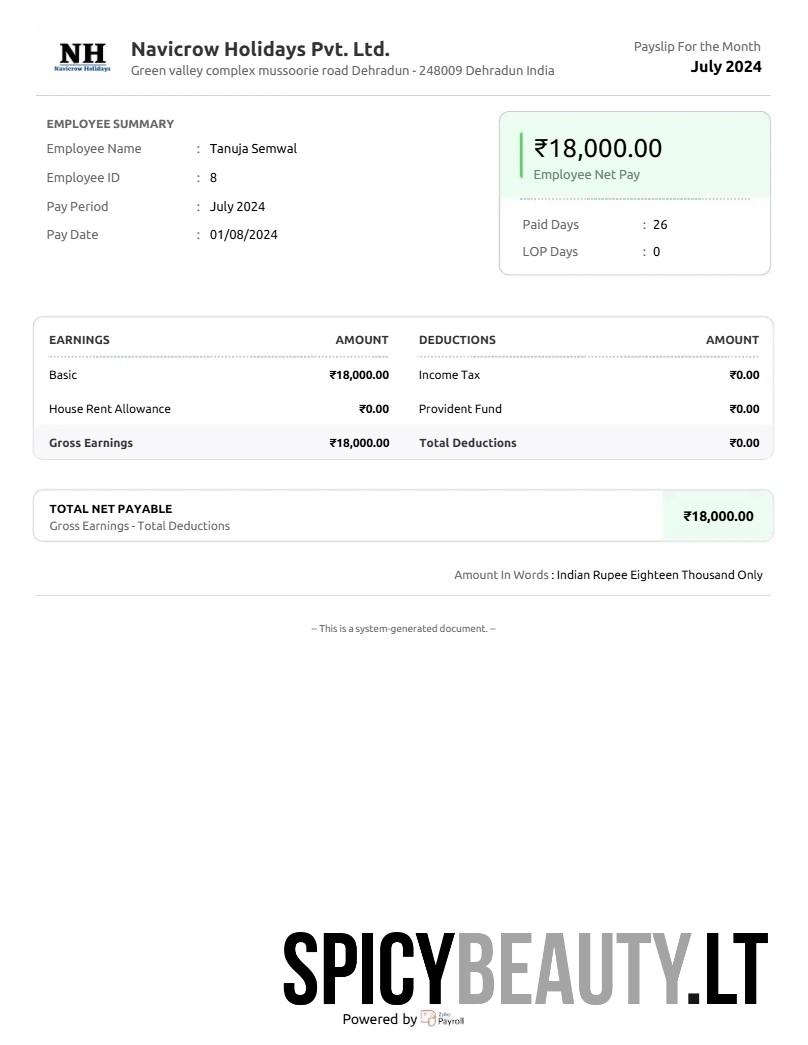 NH
Navicrow Holidays
Navicrow Holidays Pvt. Ltd.
Green valley complex mussoorie road Dehradun - 248009 Dehradun India
Payslip For the Month
July 2024
EMPLOYEE SUMMARY
Employee Name : Tanuja Semwal
Employee ID : 8
Pay Period : July 2024
Pay Date : 01/08/2024
₹18,000.00
Employee Net Pay
Paid Days : 26
LOP Days : 0
EARNINGS AMOUNT DEDUCTIONS AMOUNT
Basic ₹18,000.00 Income Tax ₹0.00
House Rent Allowance ₹0.00 Provident Fund ₹0.00
Gross Earnings ₹18,000.00 Total Deductions ₹0.00
TOTAL NET PAYABLE
Gross Earnings - Total Deductions
₹18,000.00
Amount In Words : Indian Rupee Eighteen Thousand Only
-- This is a system-generated document. --
SPICYBEAUTY.LT
Powered by Zoho Payroll